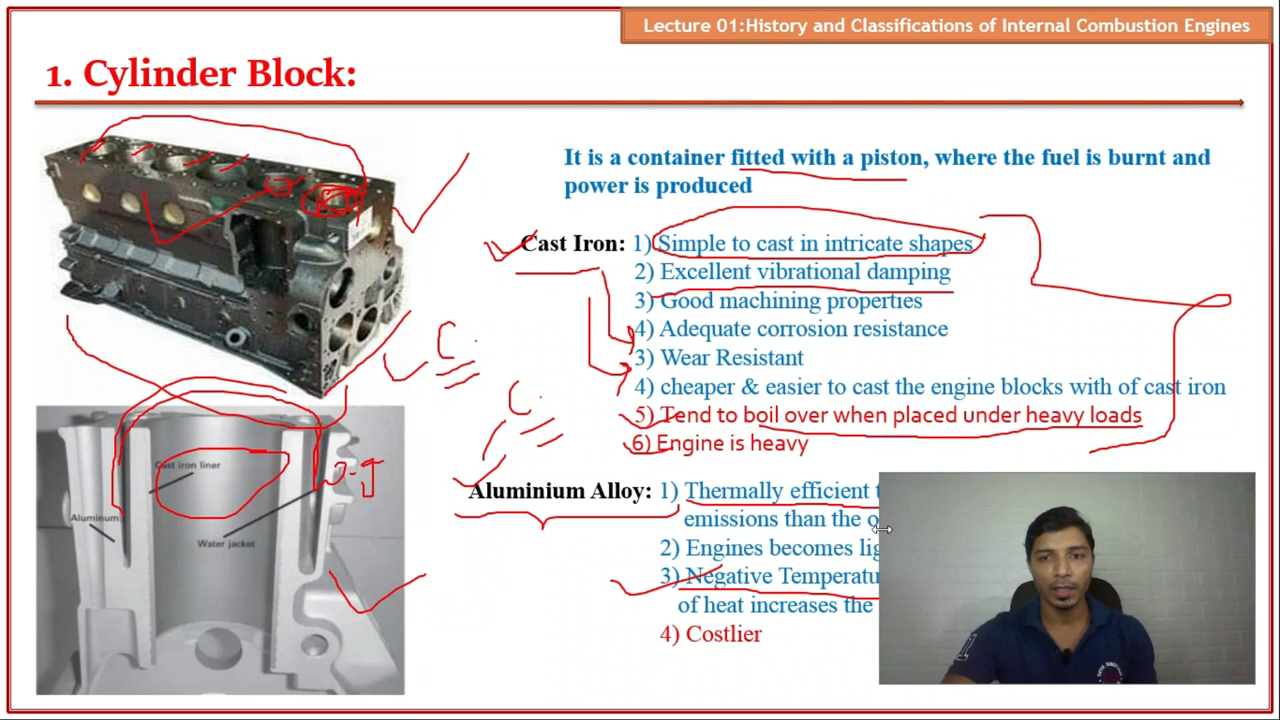 Lecture 01:History and Classifications of Internal Combustion Engines
1. Cylinder Block:
It is a container fitted with a piston, where the fuel is burnt and
power is produced
Cast Iron: 1) Simple to cast in intricate shapes
2) Excellent vibrational damping
3) Good machining properties
4) Adequate corrosion resistance
3) Wear Resistant
4) cheaper & easier to cast the engine blocks with of cast iron
5) Tend to boil over when placed under heavy loads
6) Engine is heavy
Cast iron liner
Aluminum
Water jacket
Aluminium Alloy: 1) Thermally efficient
emissions than the
2) Engines becomes
3) Negative
of heat increases the
4) Costlier